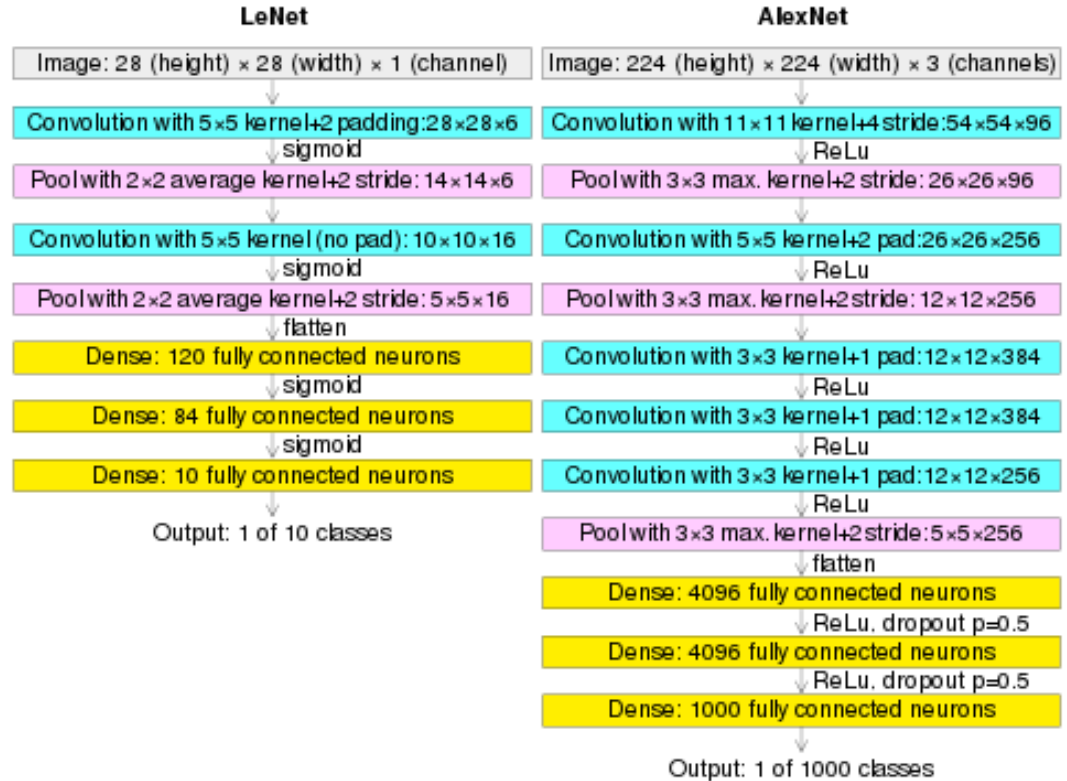 LeNet
Image: 28 (height) × 28 (width) × 1 (channel)
Convolution with 5×5 kernel+2 padding:28×28×6
sigmoid
Pool with 2×2 average kernel+2 stride: 14×14×6
Convolution with 5×5 kernel (no pad): 10×10×16
sigmoid
Pool with 2×2 average kernel+2 stride: 5×5×16
flatten
Dense: 120 fully connected neurons
sigmoid
Dense: 84 fully connected neurons
sigmoid
Dense: 10 fully connected neurons
Output: 1 of 10 classes
AlexNet
Image: 224 (height) × 224 (width) × 3 (channels)
Convolution with 11×11 kernel+4 stride:54×54×96
ReLu
Pool with 3×3 max. kernel+2 stride: 26×26×96
Convolution with 5×5 kernel+2 pad:26×26×256
ReLu
Pool with 3×3 max. kernel+2 stride: 12×12×256
Convolution with 3×3 kernel+1 pad:12×12×384
ReLu
Convolution with 3×3 kernel+1 pad:12×12×384
ReLu
Convolution with 3×3 kernel+1 pad:12×12×256
ReLu
Pool with 3×3 max. kernel+2 stride:5×5×256
flatten
Dense: 4096 fully connected neurons
ReLu, dropout p=0.5
Dense: 4096 fully connected neurons
ReLu, dropout p=0.5
Dense: 1000 fully connected neurons
Output: 1 of 1000 classes